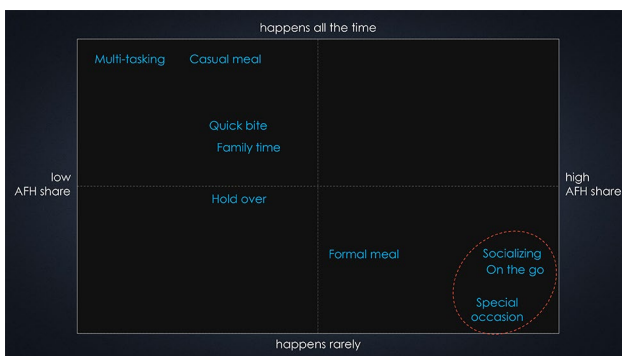 happens all the time
Multi-tasking
Casual meal
Quick bite
Family time
low
AFH share
high
AFH share
Hold over
Formal meal
Socializing
On the go
Special
occasion
happens rarely